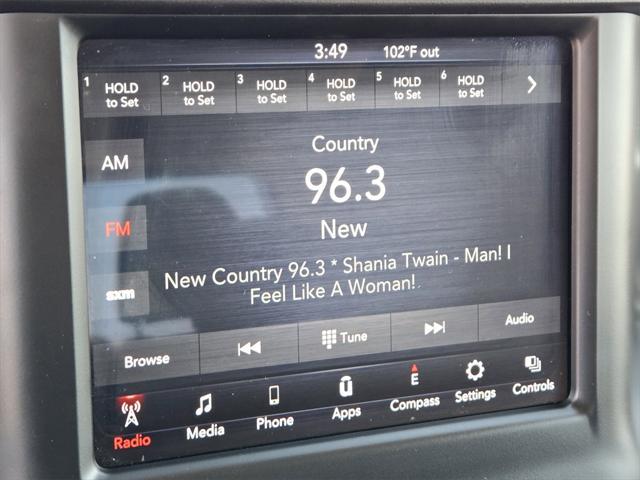 3:49 102°F out
1 HOLD to Set 2 HOLD to Set 3 HOLD to Set 4 HOLD to Set 5 HOLD to Set 6 HOLD to Set
Country
AM
96.3
FM
New
New Country 96.3 * Shania Twain - Man! I
Feel Like A Woman!
sxm
Browse Tune Audio
Radio Media Phone Apps E Compass Settings Controls